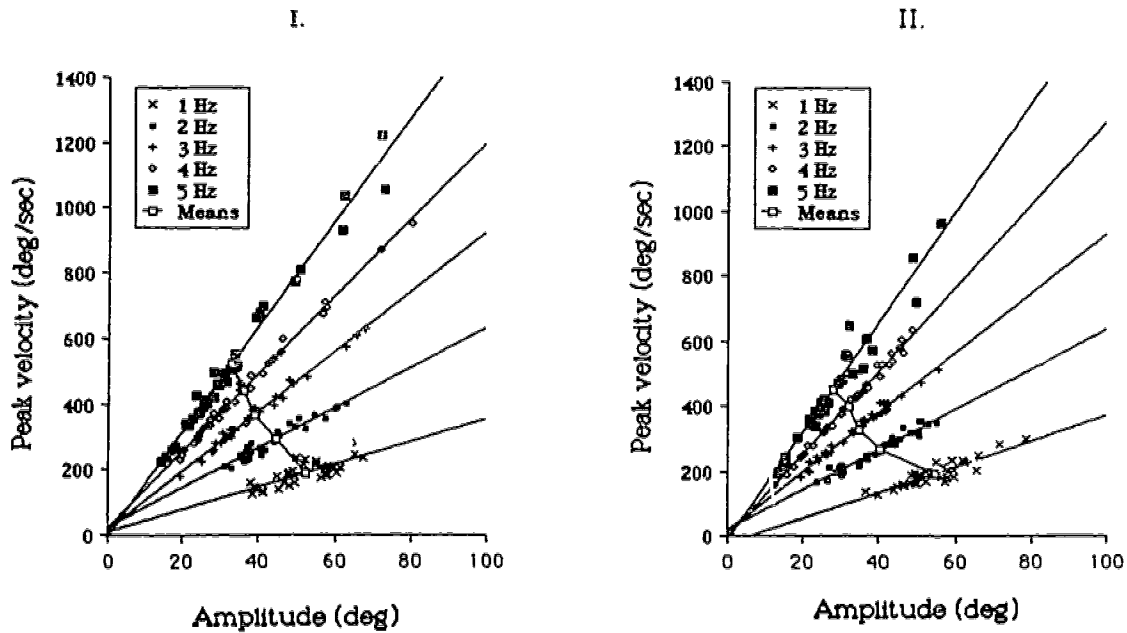 I.
1400
1200
1000
800
600
400
200
0
Peak velocity (deg/sec)
1 Hz
2 Hz
3 Hz
4 Hz
5 Hz
Means
0 20 40 60 80 100
Amplitude (deg)
II.
1400
1200
1000
800
600
400
200
0
Peak velocity (deg/sec)
1 Hz
2 Hz
3 Hz
4 Hz
5 Hz
Means
0 20 40 60 80 100
Amplitude (deg)